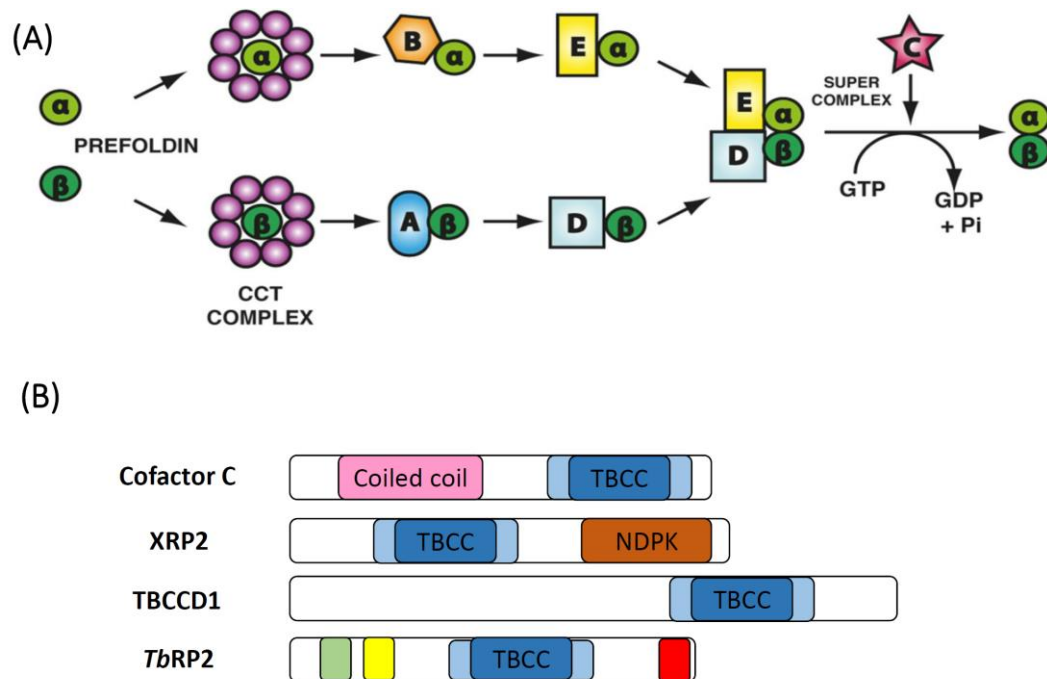 (A)
α
β
PREFOLDIN
α
β
CCT
COMPLEX
B α
A β
E α
D β
E α
D β
C
SUPER
COMPLEX
GTP
GDP
+ Pi
α
β
(B)
Cofactor C Coiled coil TBCC
XRP2 TBCC NDPK
TBCCD1 TBCC
TbRP2 TBCC